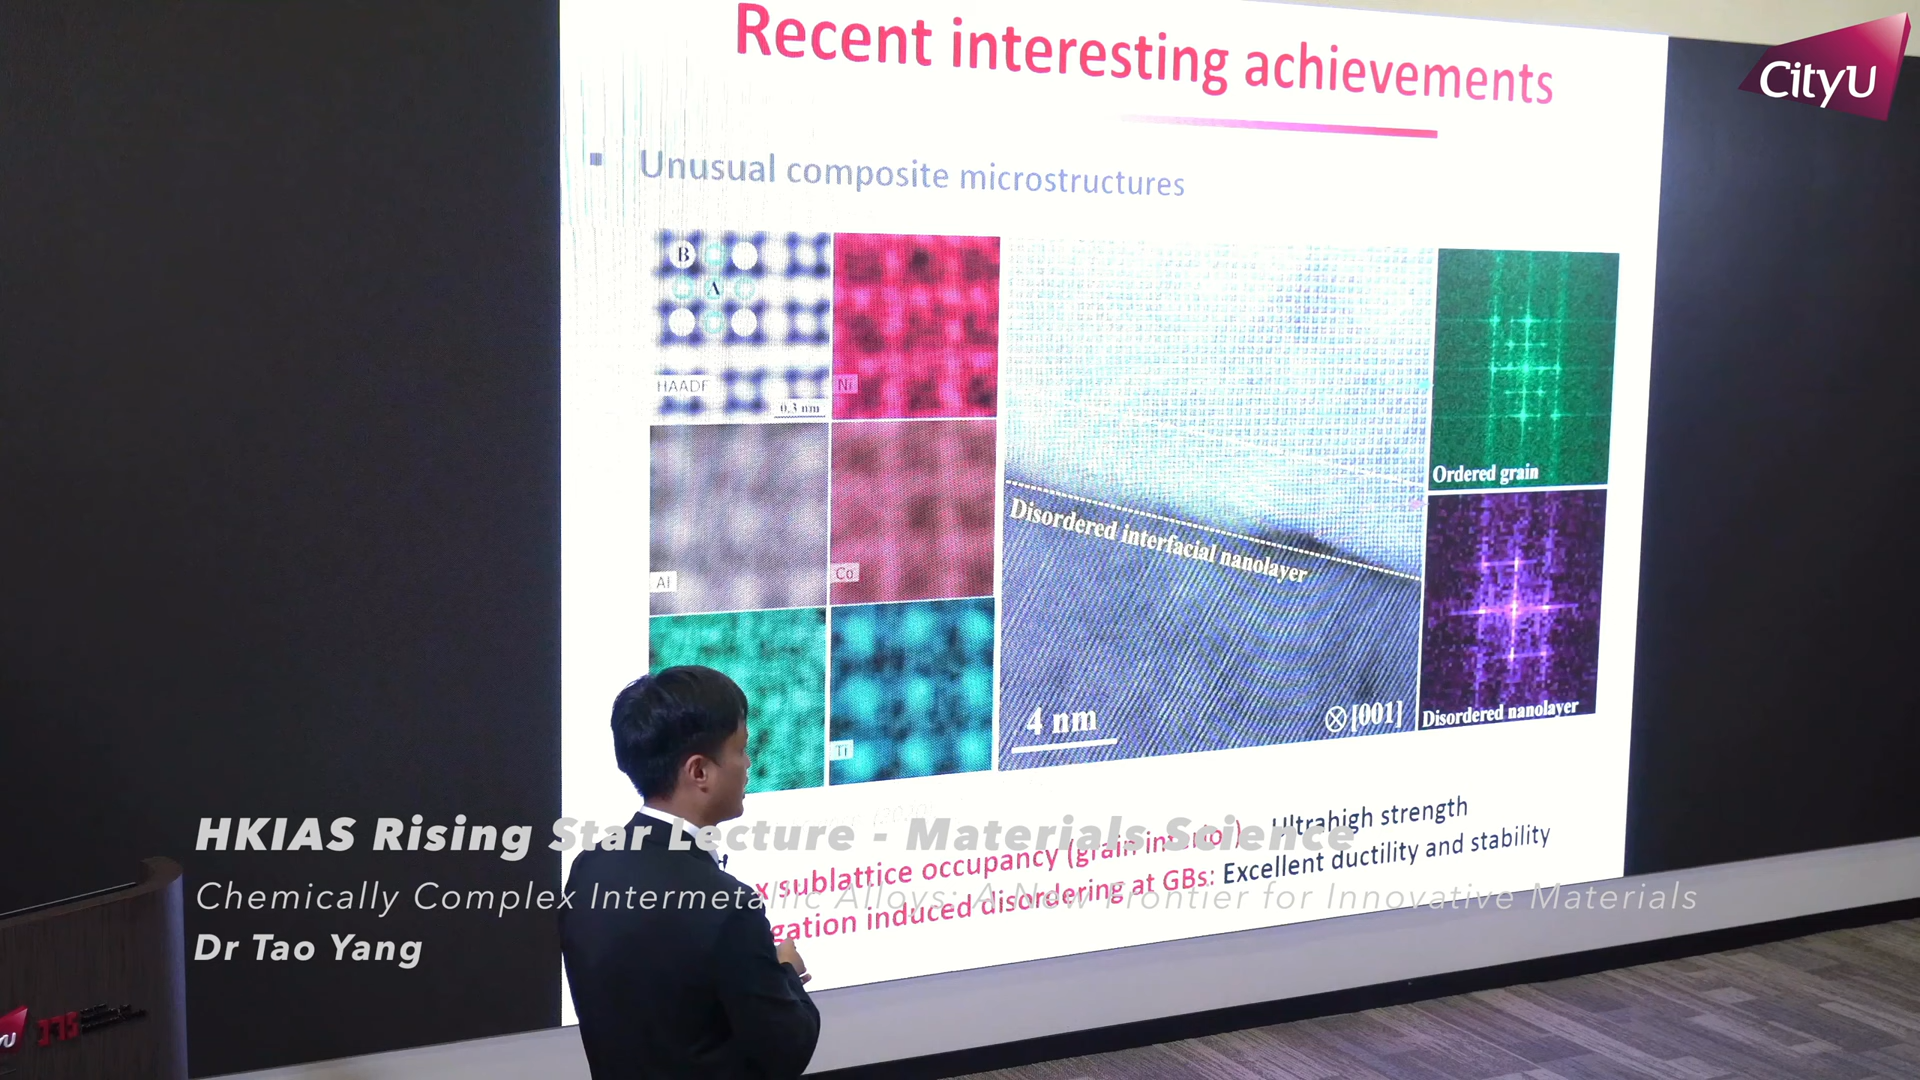 Recent interesting achievements
CityU
Unusual composite microstructures
B
A
HAADF
0.3 nm
Ni
Al
Co
Ti
Disordered interfacial nanolayer
4 nm
[001]
Ordered grain
Disordered nanolayer
x sublattice occupancy (grain interior) Ultrahigh strength
gation induced disordering at GBs: Excellent ductility and stability
HKIAS Rising Star Lecture - Materials Science
Chemically Complex Intermetallic Alloys: A New Frontier for Innovative Materials
Dr Tao Yang